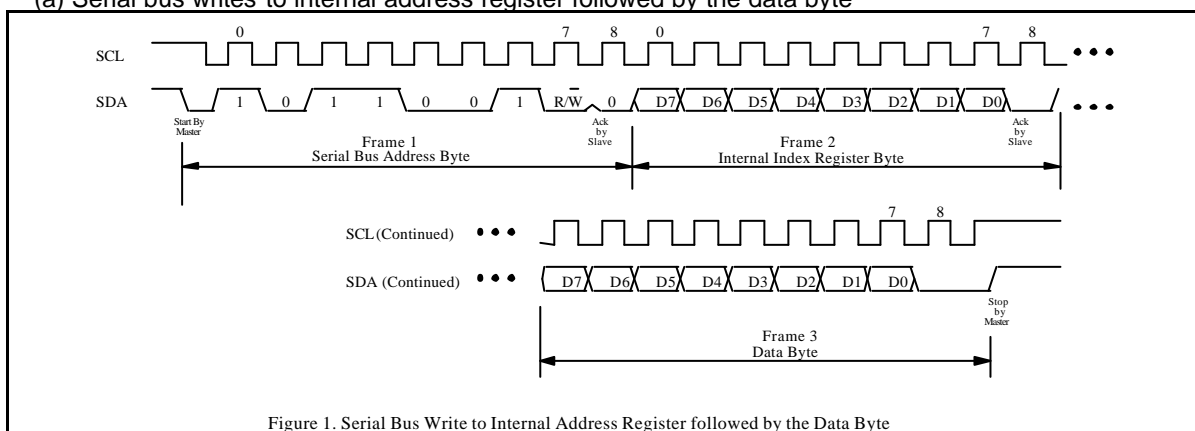 (a) Serial bus writes to internal address register followed by the data byte
0 7 8 0 7 8
SCL
SDA 1 0 1 1 0 0 1 R/W 0 D7 D6 D5 D4 D3 D2 D1 D0
Start By
Master
Ack
by
Slave
Ack
by
Slave
Frame 1
Serial Bus Address Byte
Frame 2
Internal Index Register Byte
7 8
SCL (Continued)
SDA (Continued) D7 D6 D5 D4 D3 D2 D1 D0
Stop
by
Master
Frame 3
Data Byte
Figure 1. Serial Bus Write to Internal Address Register followed by the Data Byte